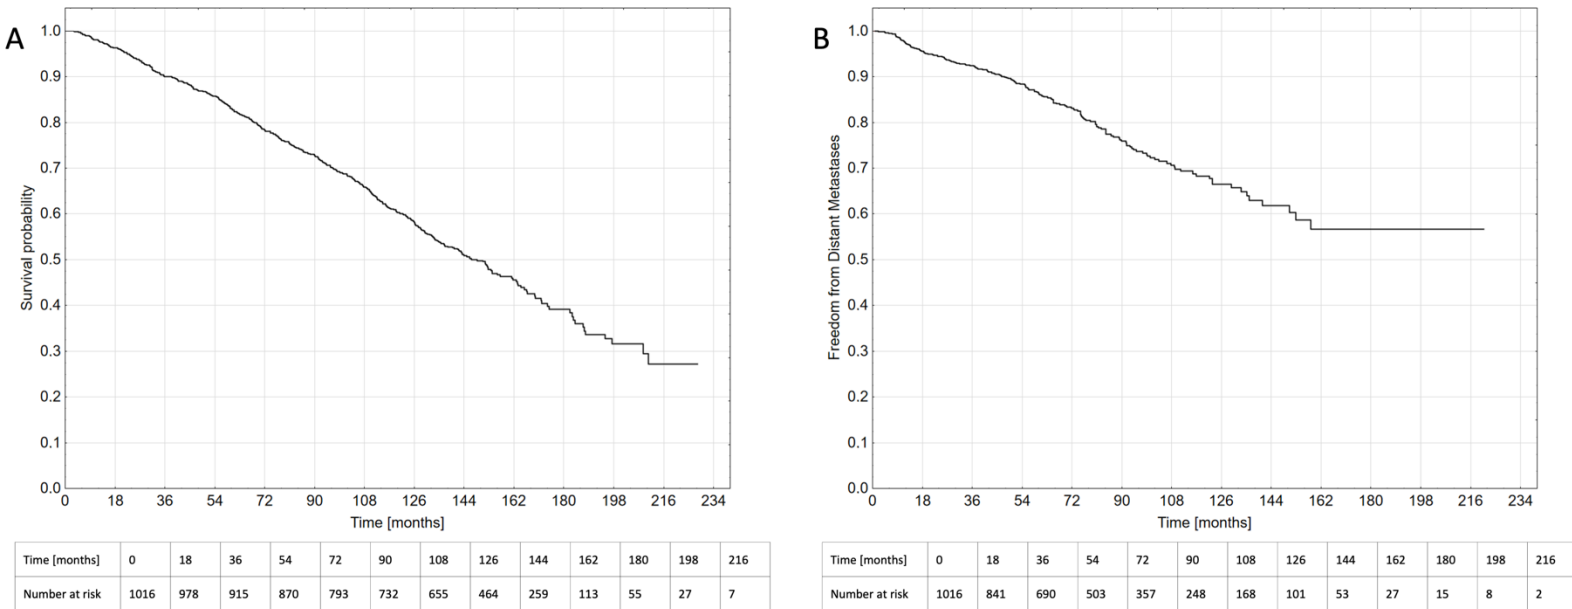 A
Survival probability
1.0
0.9
0.8
0.7
0.6
0.5
0.4
0.3
0.2
0.1
0.0
0 18 36 54 72 90 108 126 144 162 180 198 216 234
Time [months]
Time [months] 0 18 36 54 72 90 108 126 144 162 180 198 216
Number at risk 1016 978 915 870 793 732 655 464 259 113 55 27 7
B
Freedom from Distant Metastases
1.0
0.9
0.8
0.7
0.6
0.5
0.4
0.3
0.2
0.1
0.0
0 18 36 54 72 90 108 126 144 162 180 198 216 234
Time [months]
Time [months] 0 18 36 54 72 90 108 126 144 162 180 198 216
Number at risk 1016 841 690 503 357 248 168 101 53 27 15 8 2